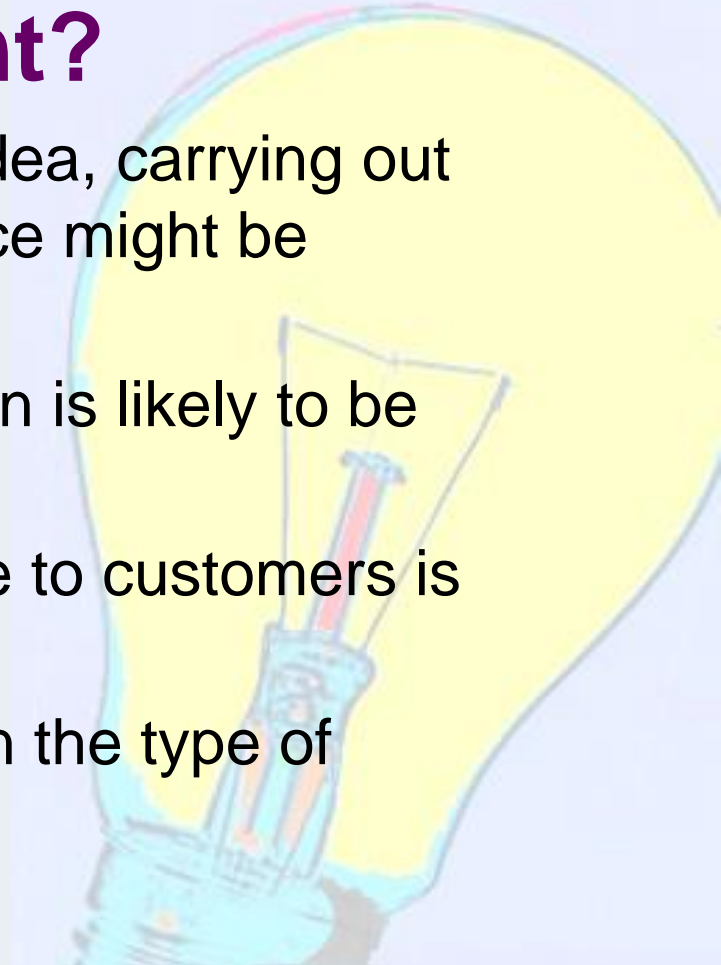 nt?
dea, carrying out
ce might be
n is likely to be
e to customers is
n the type of